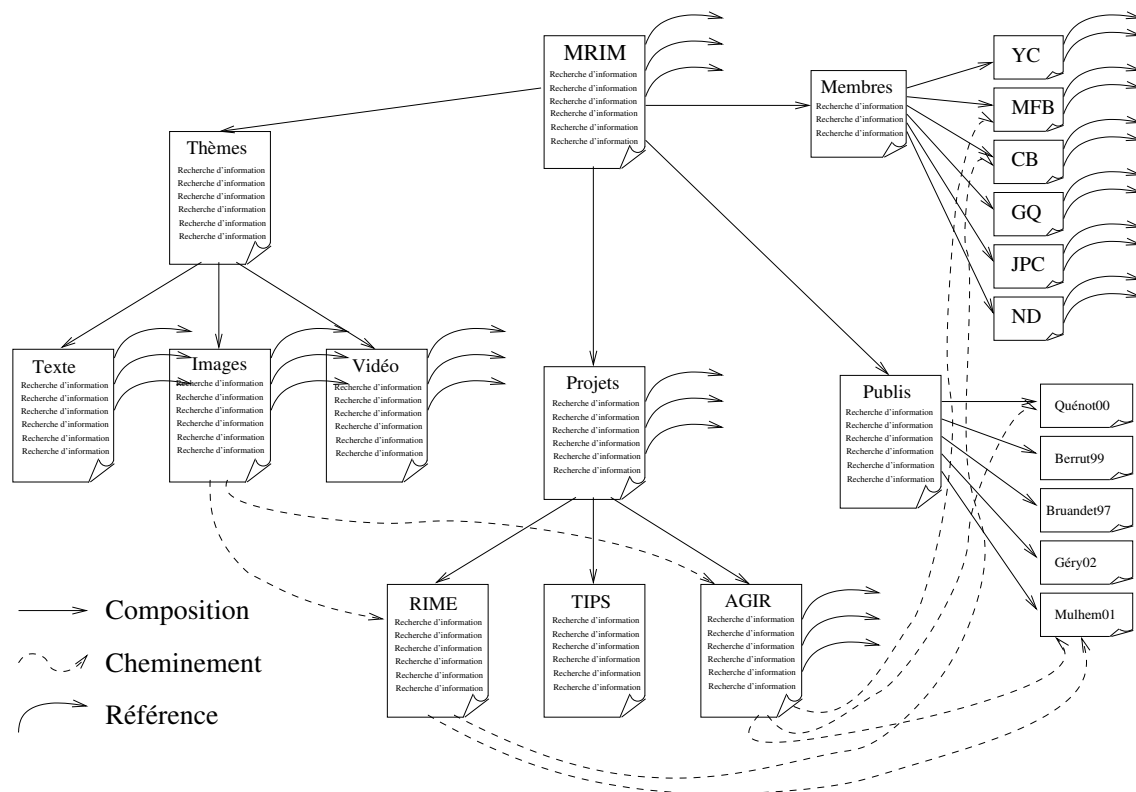 MRIM
Recherche d'information
Recherche d'information
Recherche d'information
Recherche d'information
Recherche d'information
Recherche d'information
Membres
Recherche d'information
Recherche d'information
Recherche d'information
YC
MFB
CB
GQ
JPC
ND
Thèmes
Recherche d'information
Recherche d'information
Recherche d'information
Recherche d'information
Recherche d'information
Recherche d'information
Texte
Recherche d'information
Recherche d'information
Recherche d'information
Recherche d'information
Recherche d'information
Recherche d'information
Images
Recherche d'information
Recherche d'information
Recherche d'information
Recherche d'information
Recherche d'information
Recherche d'information
Vidéo
Recherche d'information
Recherche d'information
Recherche d'information
Recherche d'information
Recherche d'information
Recherche d'information
Projets
Recherche d'information
Recherche d'information
Recherche d'information
Recherche d'information
Recherche d'information
Recherche d'information
Publis
Recherche d'information
Recherche d'information
Recherche d'information
Recherche d'information
Recherche d'information
Recherche d'information
Quénot00
Berrut99
Bruandet97
Géry02
Mulhem01
RIME
Recherche d'information
Recherche d'information
Recherche d'information
Recherche d'information
Recherche d'information
Recherche d'information
TIPS
Recherche d'information
Recherche d'information
Recherche d'information
Recherche d'information
Recherche d'information
Recherche d'information
AGIR
Recherche d'information
Recherche d'information
Recherche d'information
Recherche d'information
Recherche d'information
Recherche d'information
Composition
Cheminement
Référence